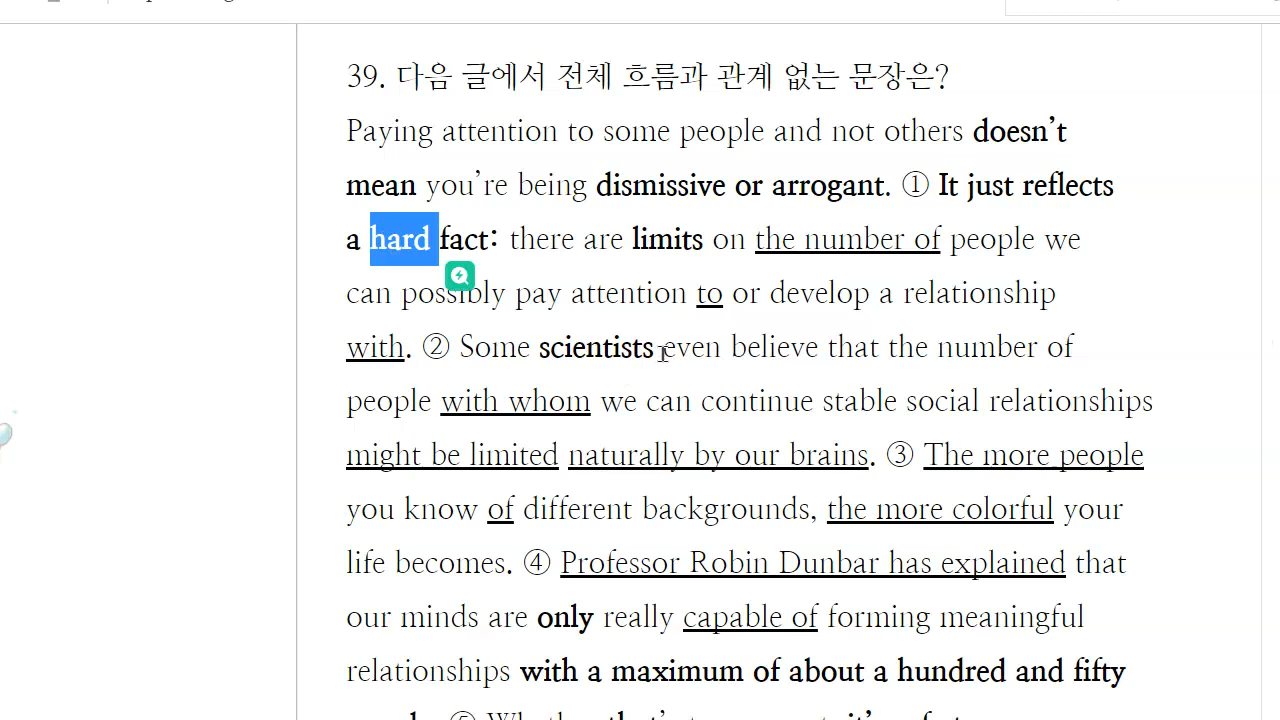 39. 다음 글에서 전체 흐름과 관계 없는 문장은?
Paying attention to some people and not others doesn't
mean you're being dismissive or arrogant. ① It just reflects
a hard fact: there are limits on the number of people we
can possibly pay attention to or develop a relationship
with. ② Some scientists even believe that the number of
people with whom we can continue stable social relationships
might be limited naturally by our brains. ③ The more people
you know of different backgrounds, the more colorful your
life becomes. ④ Professor Robin Dunbar has explained that
our minds are only really capable of forming meaningful
relationships with a maximum of about a hundred and fifty